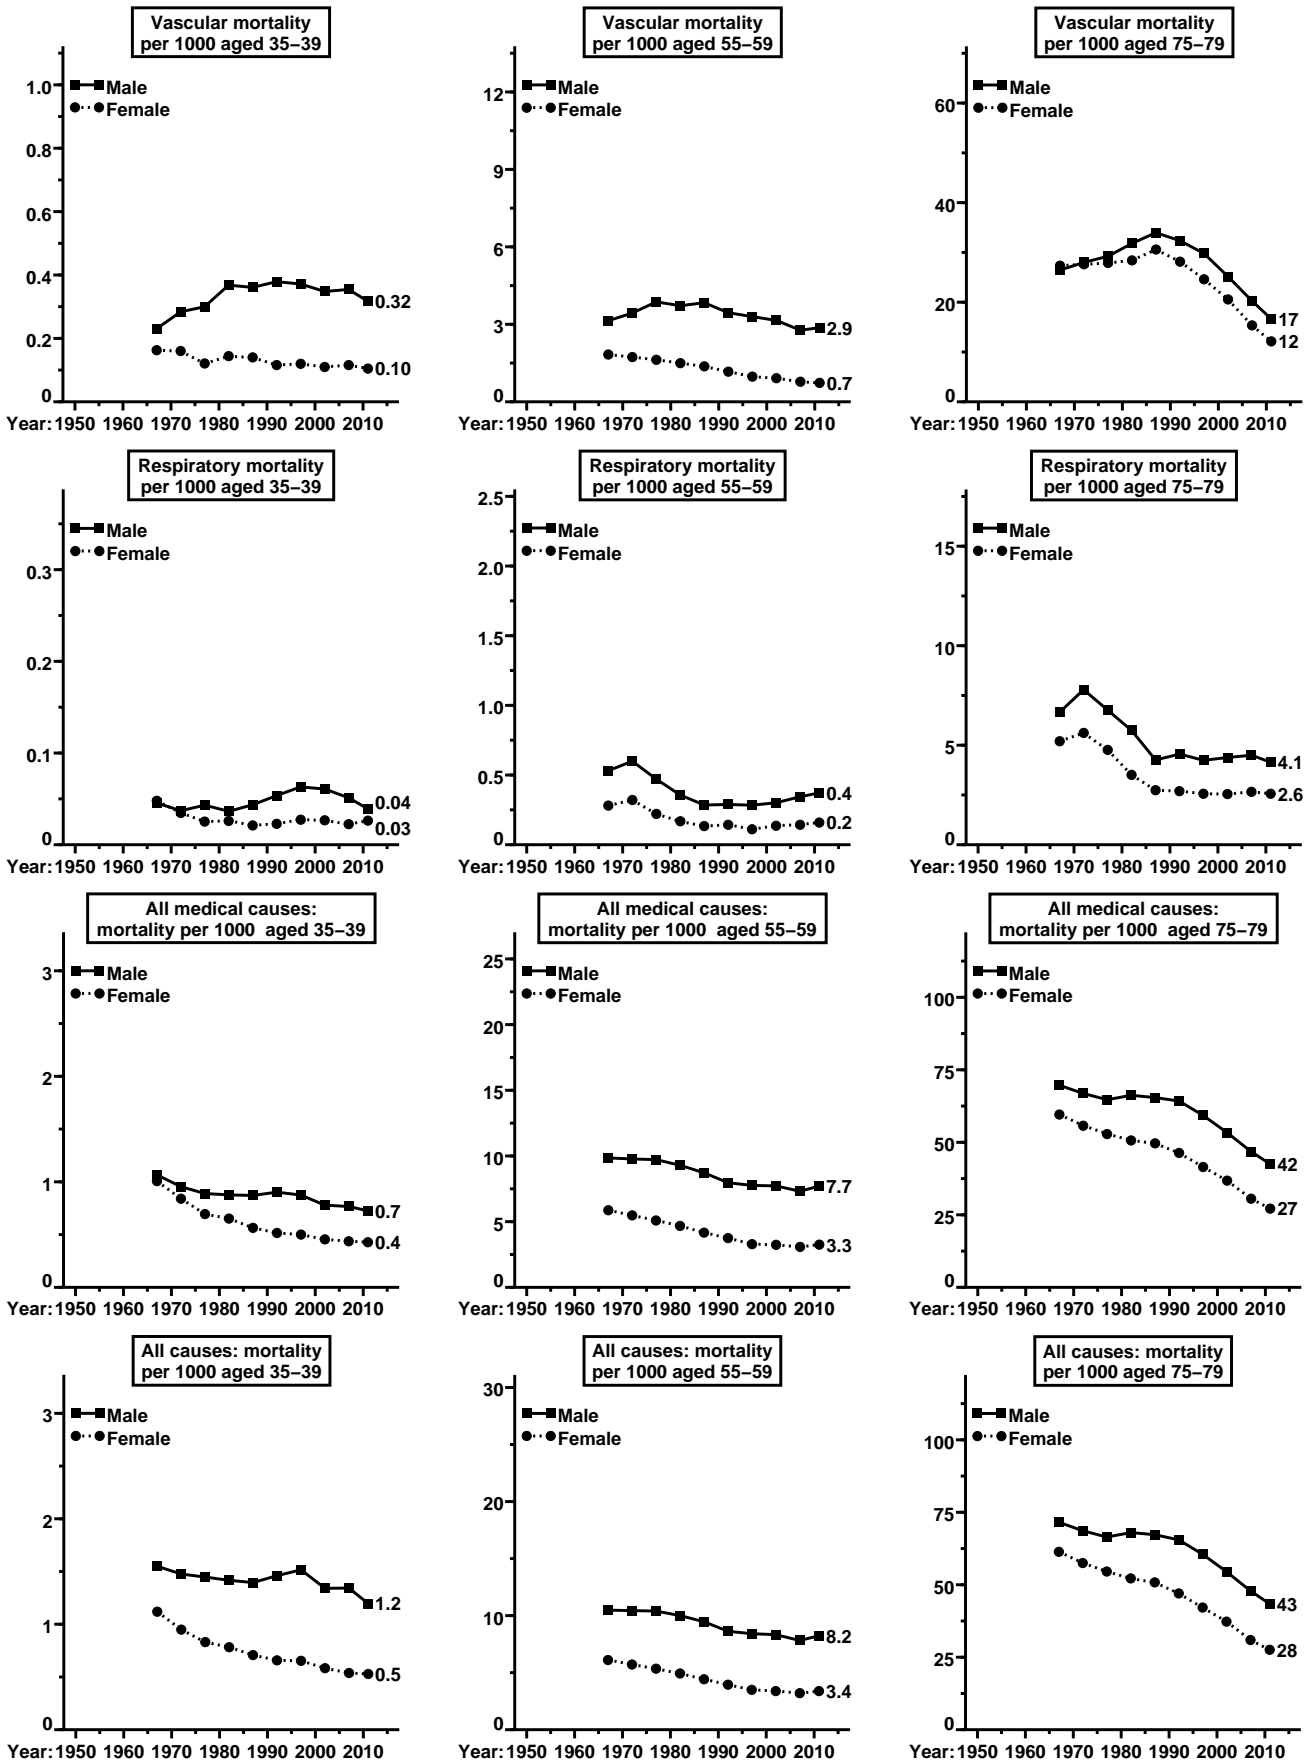 Vascular mortality
per 1000 aged 35–39
1.0
0.8
0.6
0.4
0.2
0
Male
Female
0.32
0.10
Year: 1950 1960 1970 1980 1990 2000 2010
Vascular mortality
per 1000 aged 55–59
12
9
6
3
0
Male
Female
2.9
0.7
Year: 1950 1960 1970 1980 1990 2000 2010
Vascular mortality
per 1000 aged 75–79
60
40
20
0
Male
Female
17
12
Year: 1950 1960 1970 1980 1990 2000 2010
Respiratory mortality
per 1000 aged 35–39
0.3
0.2
0.1
0
Male
Female
0.04
0.03
Year: 1950 1960 1970 1980 1990 2000 2010
Respiratory mortality
per 1000 aged 55–59
2.5
2.0
1.5
1.0
0.5
0
Male
Female
0.4
0.2
Year: 1950 1960 1970 1980 1990 2000 2010
Respiratory mortality
per 1000 aged 75–79
15
10
5
0
Male
Female
4.1
2.6
Year: 1950 1960 1970 1980 1990 2000 2010
All medical causes:
mortality per 1000 aged 35–39
3
2
1
0
Male
Female
0.7
0.4
Year: 1950 1960 1970 1980 1990 2000 2010
All medical causes:
mortality per 1000 aged 55–59
25
20
15
10
5
0
Male
Female
7.7
3.3
Year: 1950 1960 1970 1980 1990 2000 2010
All medical causes:
mortality per 1000 aged 75–79
100
75
50
25
0
Male
Female
42
27
Year: 1950 1960 1970 1980 1990 2000 2010
All causes: mortality
per 1000 aged 35–39
3
2
1
0
Male
Female
1.2
0.5
Year: 1950 1960 1970 1980 1990 2000 2010
All causes: mortality
per 1000 aged 55–59
30
20
10
0
Male
Female
8.2
3.4
Year: 1950 1960 1970 1980 1990 2000 2010
All causes: mortality
per 1000 aged 75–79
100
75
50
25
0
Male
Female
43
28
Year: 1950 1960 1970 1980 1990 2000 2010